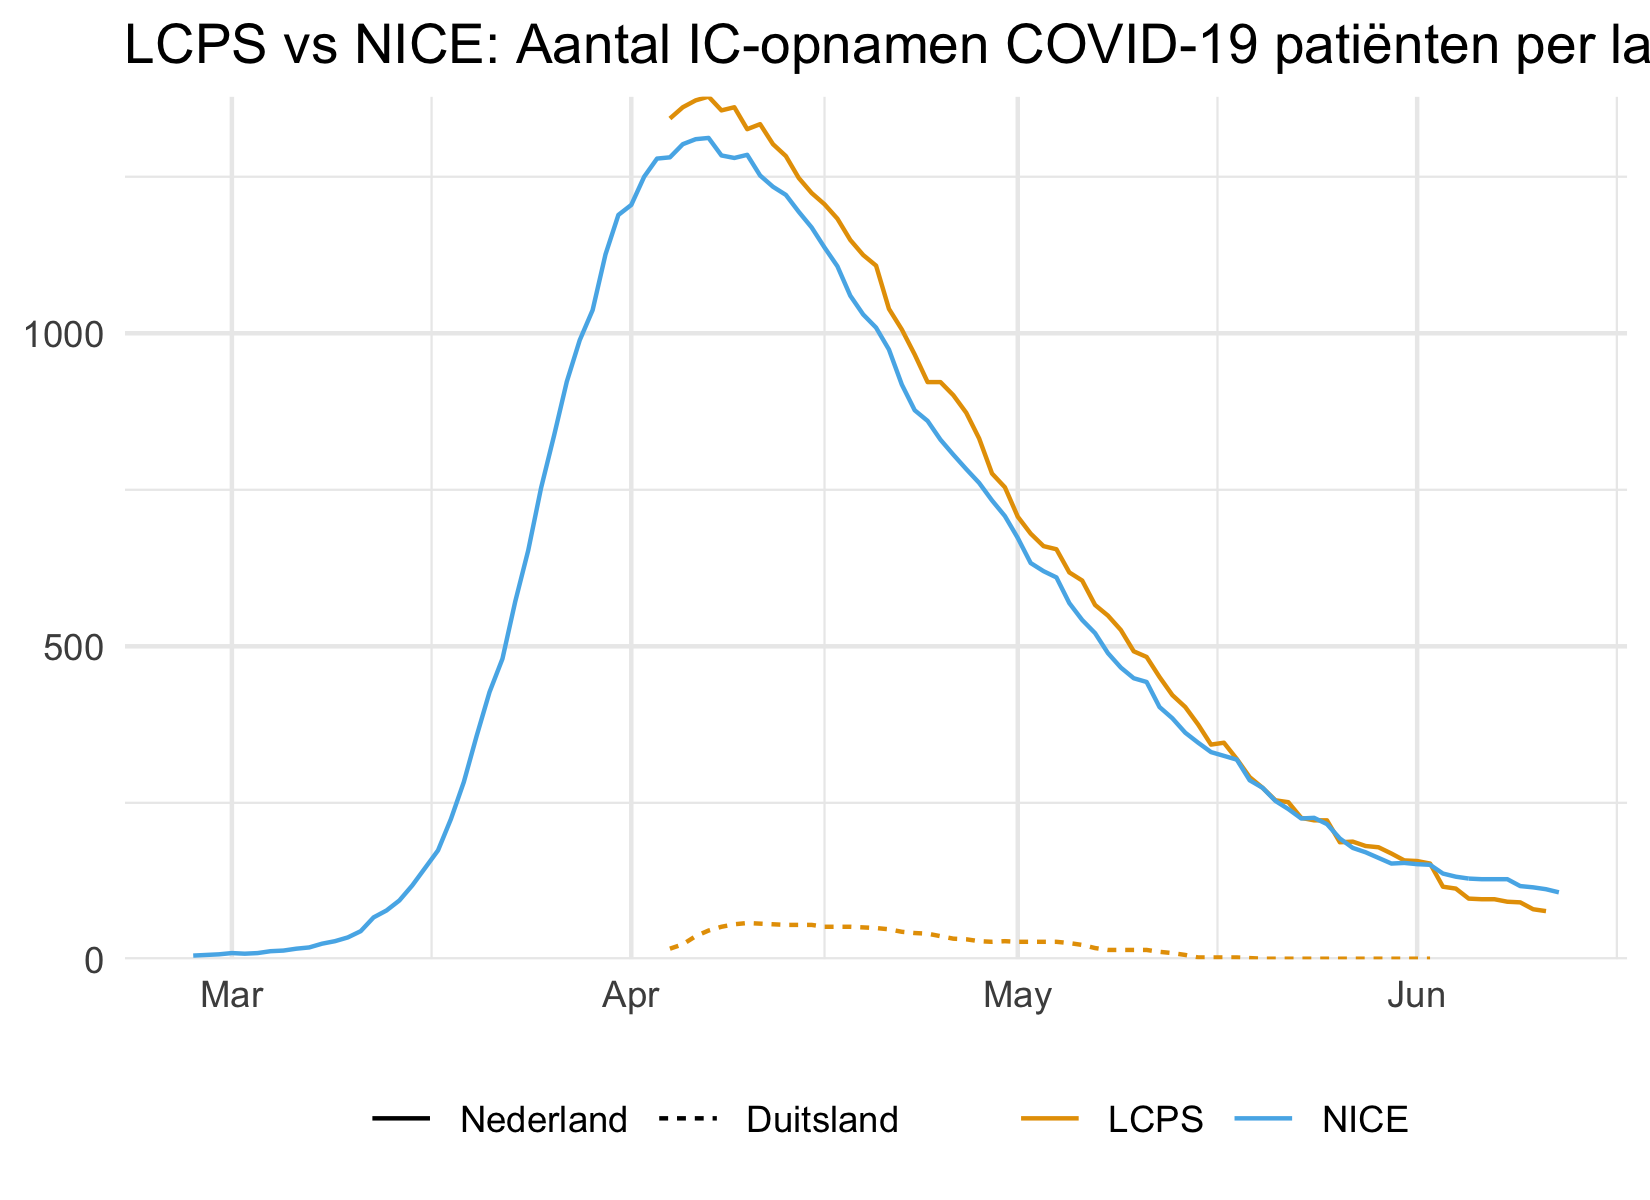 LCPS vs NICE: Aantal IC-opnamen COVID-19 patiënten per la
1000
500
0
Mar Apr May Jun
Nederland Duitsland LCPS NICE